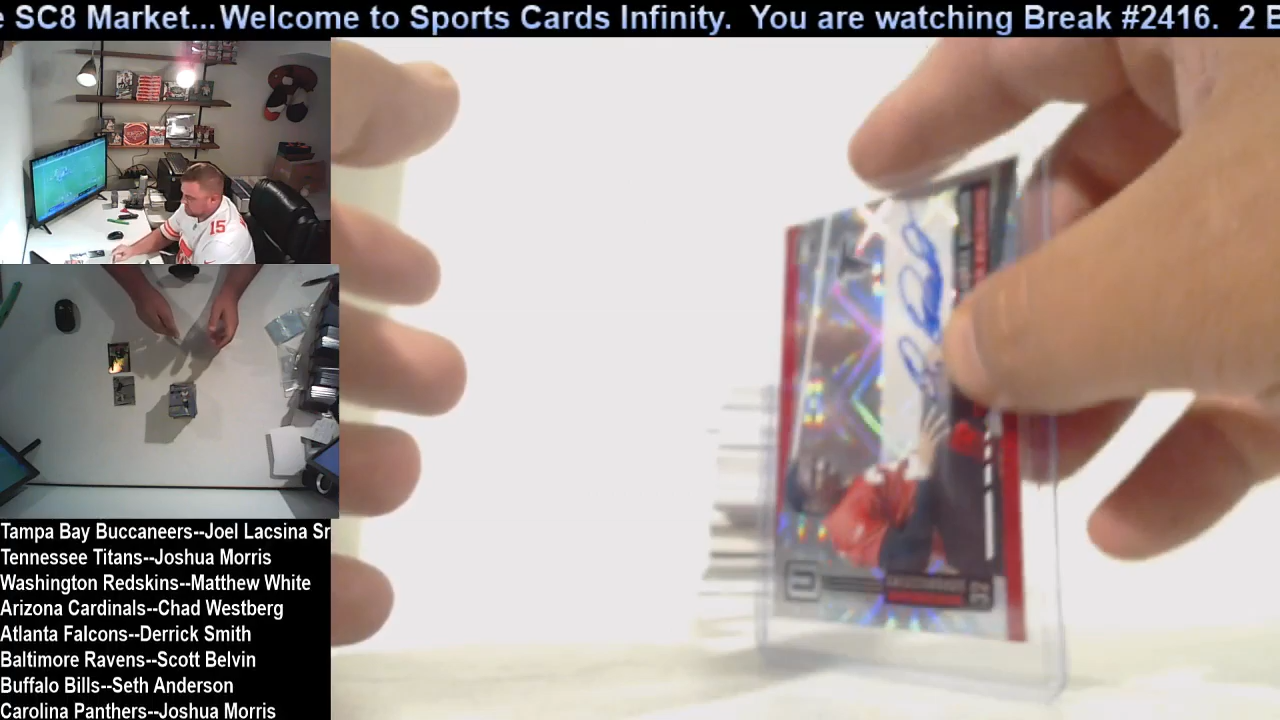 e SC8 Market...Welcome to Sports Cards Infinity.  You are watching Break #2416.  2 E
15
Tampa Bay Buccaneers--Joel Lacsina Sr
Tennessee Titans--Joshua Morris
Washington Redskins--Matthew White
Arizona Cardinals--Chad Westberg
Atlanta Falcons--Derrick Smith
Baltimore Ravens--Scott Belvin
Buffalo Bills--Seth Anderson
Carolina Panthers--Joshua Morris